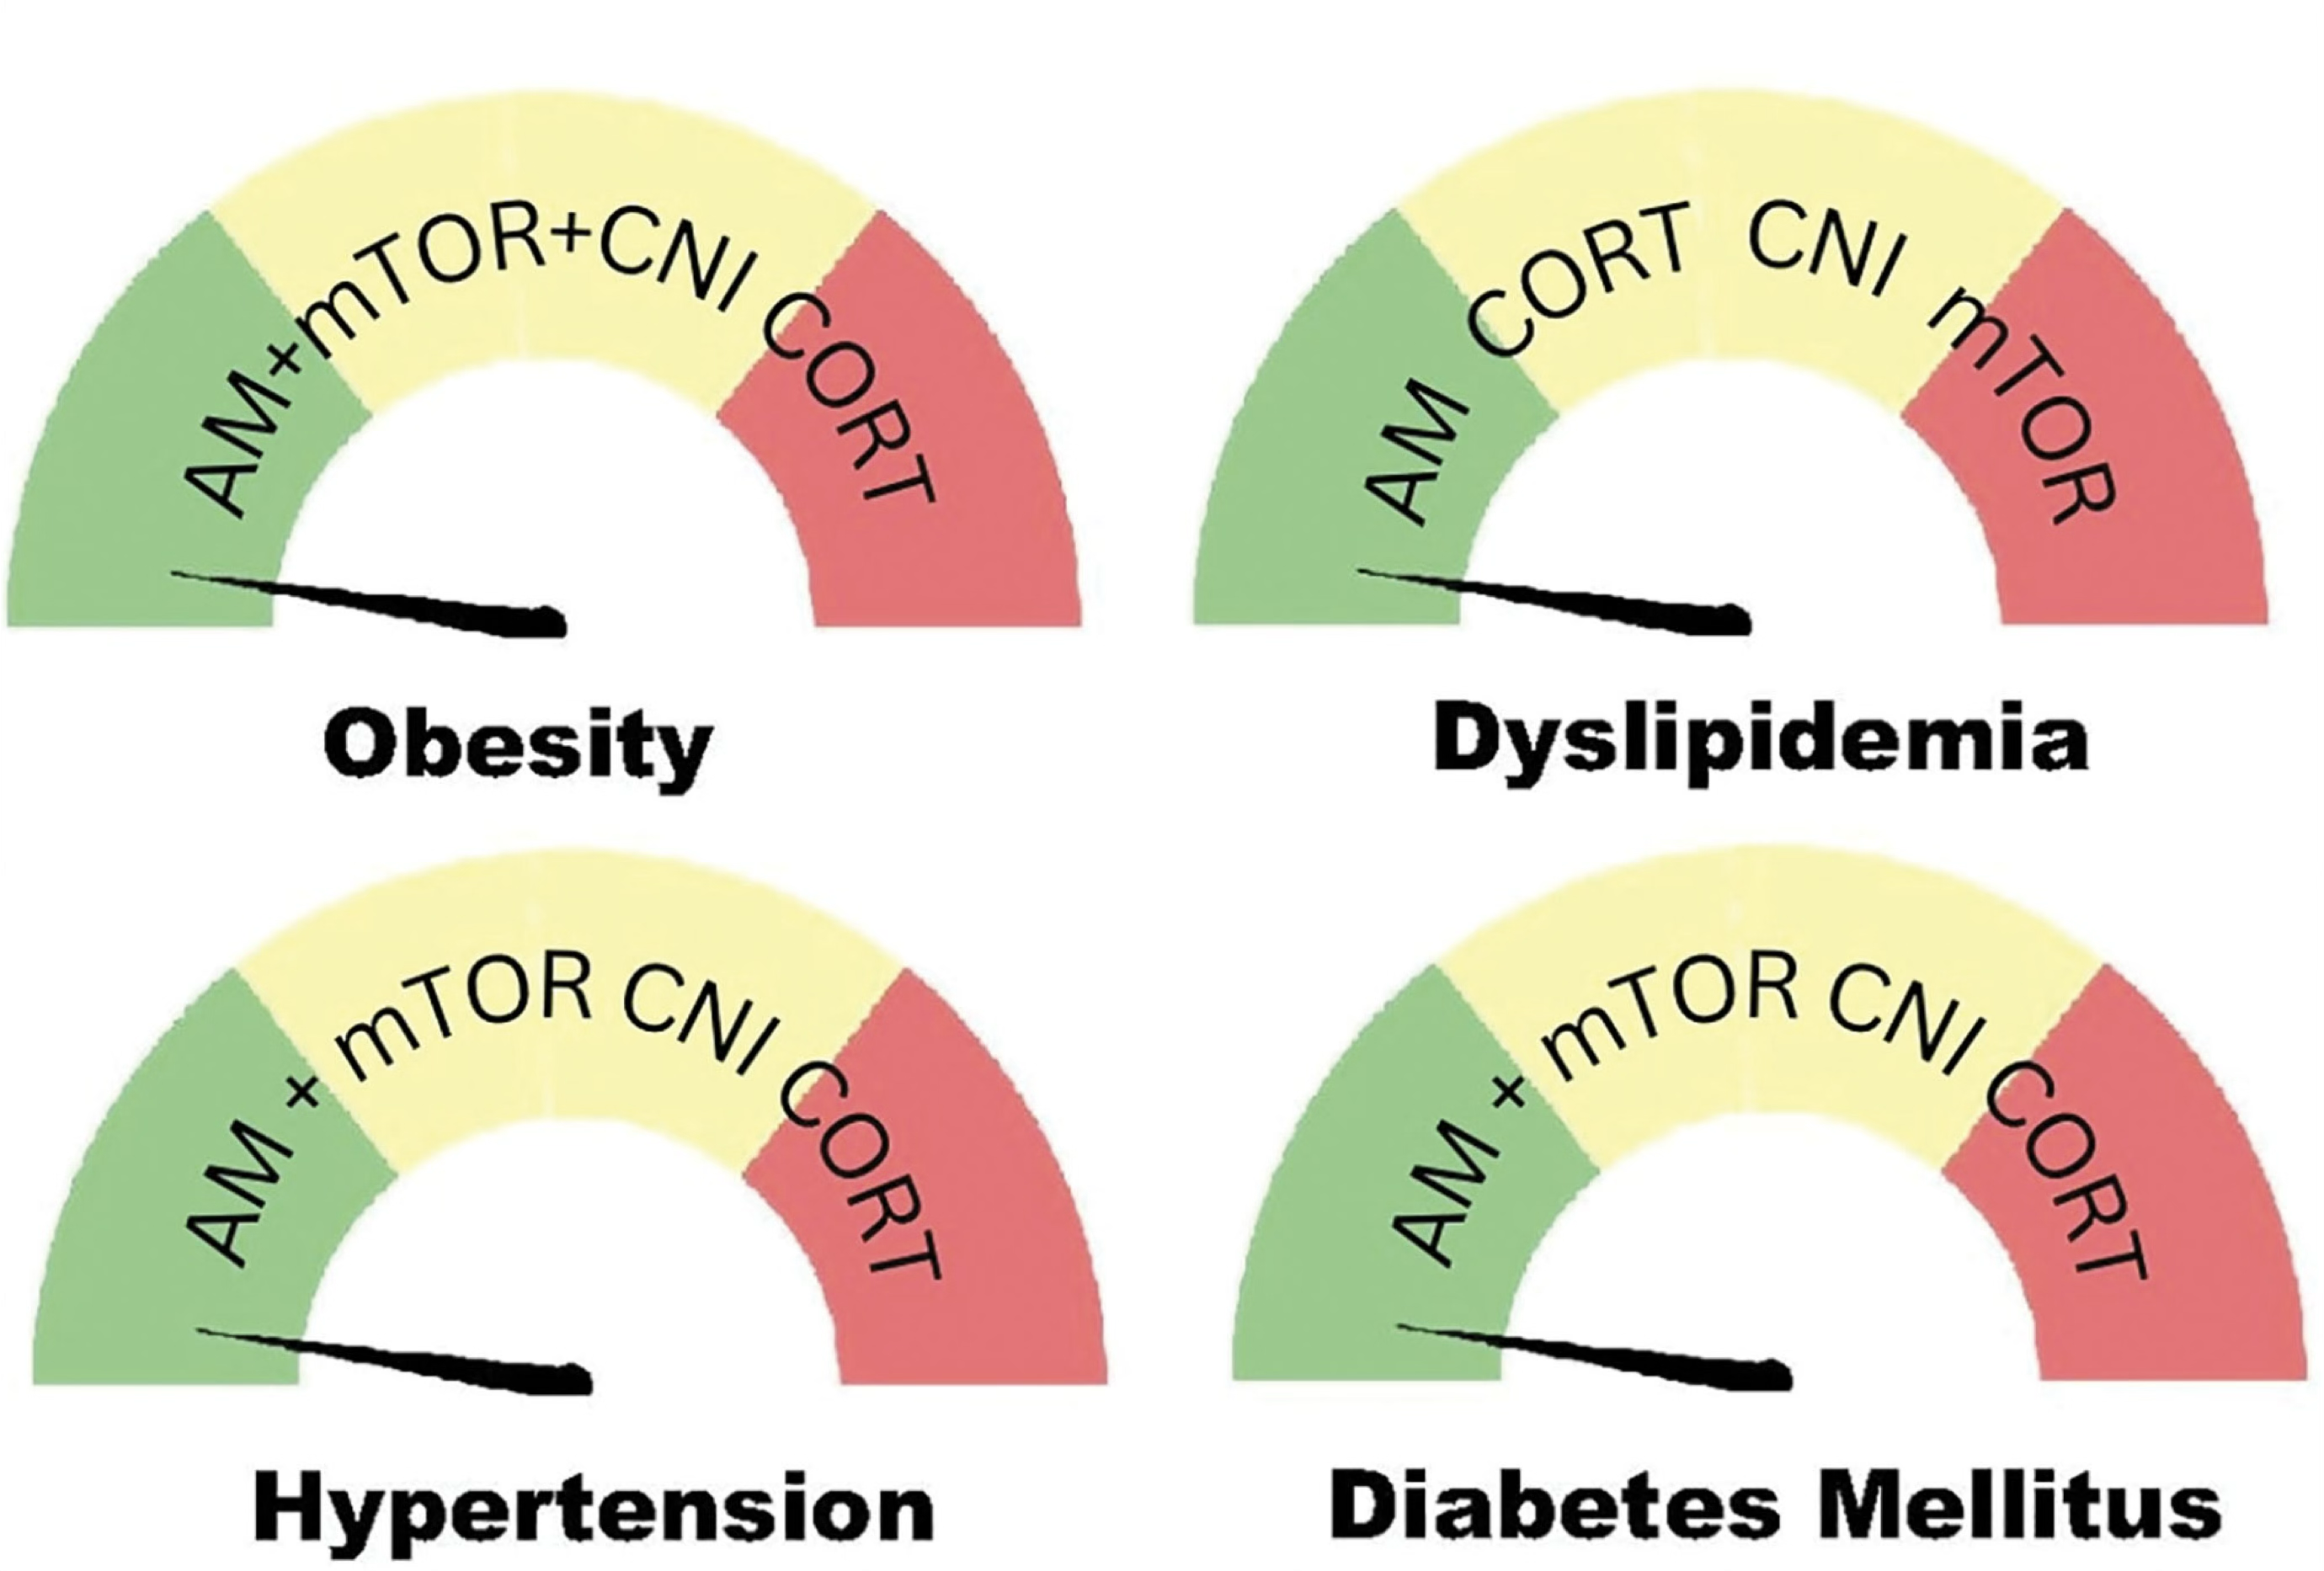 AM+mTOR+CNI CORT
Obesity
AM CORT CNI mTOR
Dyslipidemia
AM + mTOR CNI CORT
Hypertension
AM + mTOR CNI CORT
Diabetes Mellitus